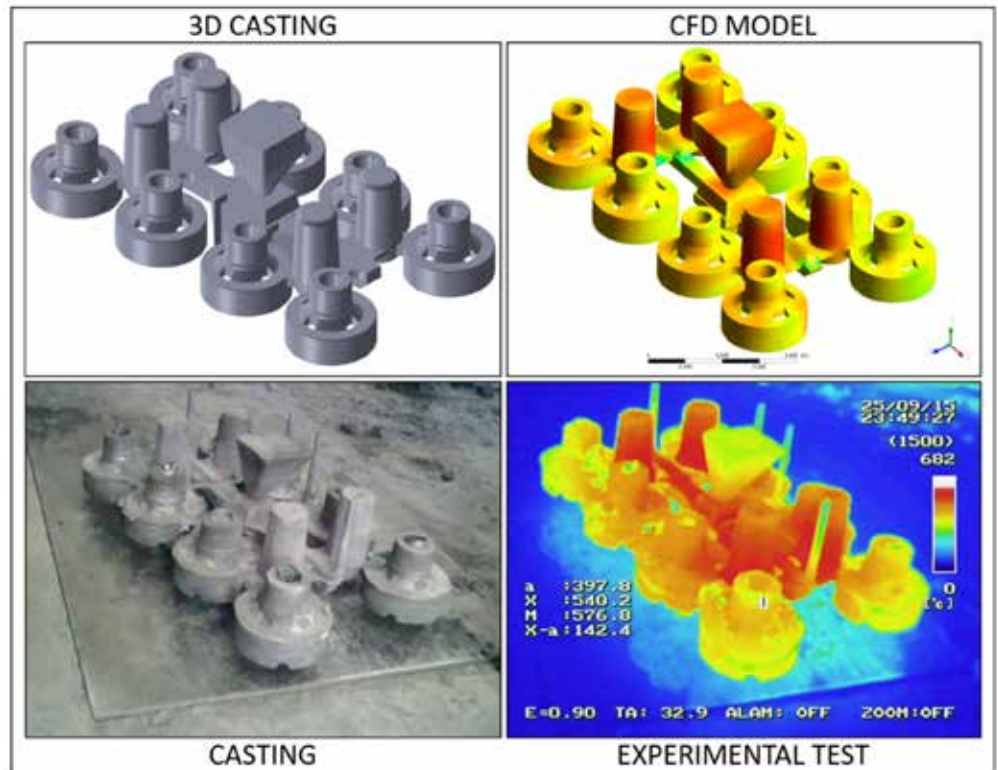 3D CASTING
CFD MODEL
25/09/15
23:49:27
(1500)
682
a :397.8
X :540.2
M :576.8
X-a:142.4
0
[°c]
E=0.90 TA: 32.9 ALAM: OFF ZOOM:OFF
CASTING
EXPERIMENTAL TEST